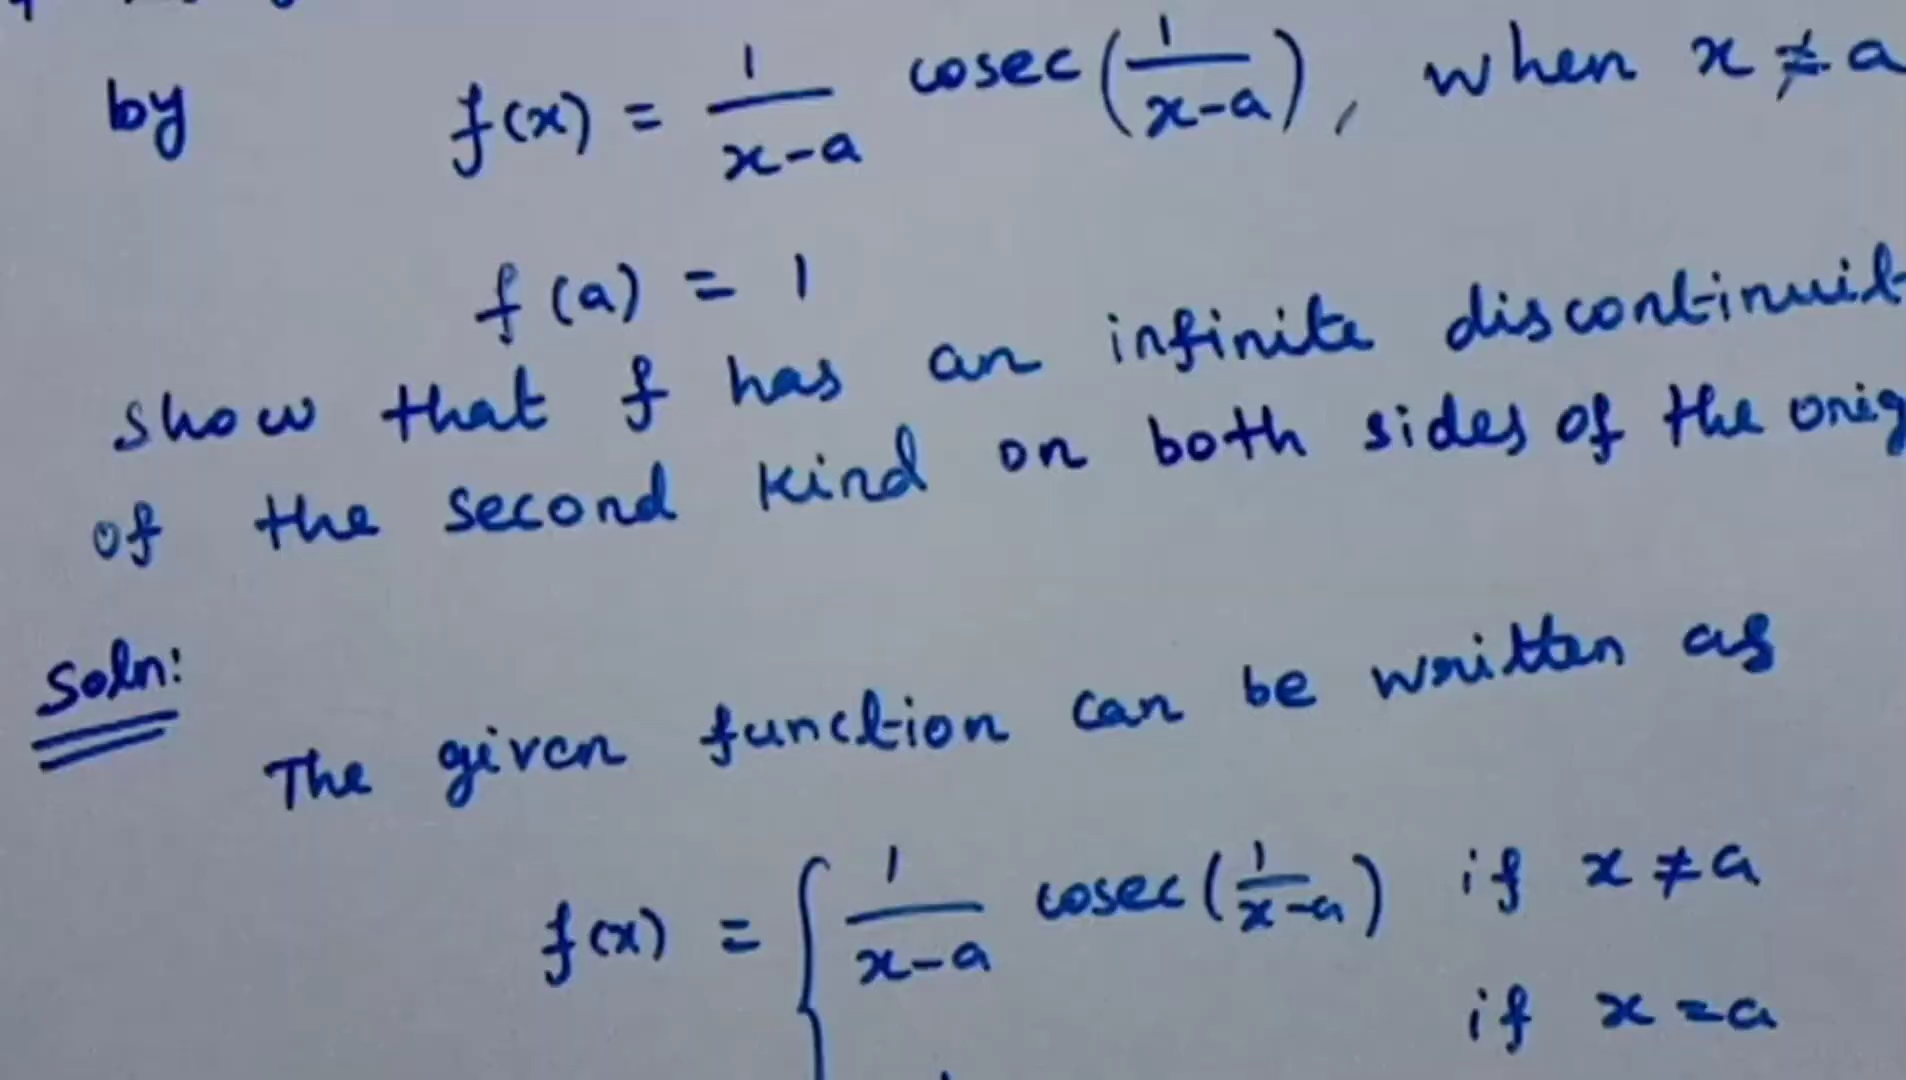 by f(x) = 1/(x-a) cosec(1/(x-a)), when x ≠ a
f(a) = 1
show that f has an infinite discontinuit
of the second kind on both sides of the orig
Soln:
The given function can be written as
f(x) = { 1/(x-a) cosec(1/(x-a)) if x ≠ a
if x = a